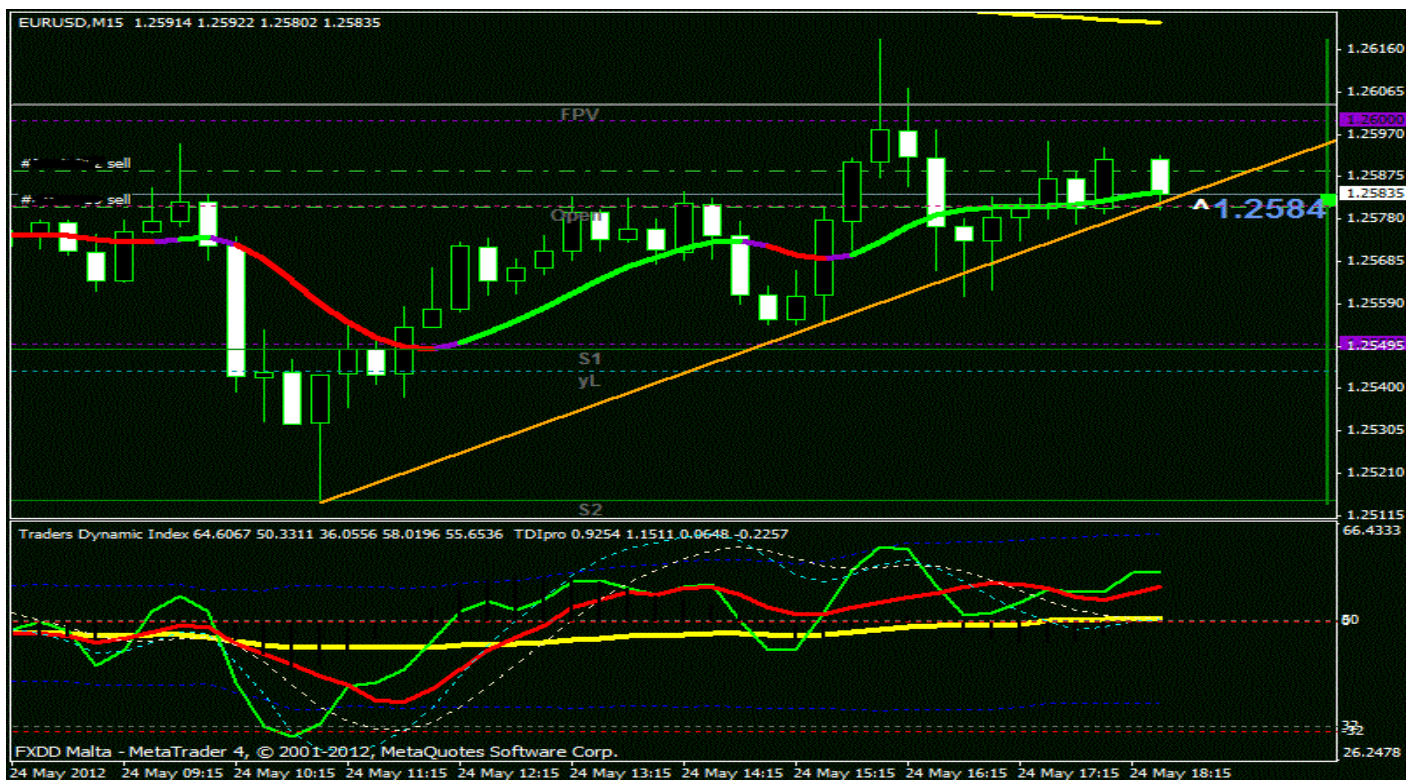 EURUSD,M15 1.25914 1.25922 1.25802 1.25835
1.26160
1.26065
FPV
1.26000
1.25970
sell
1.25875
1.25835
sell
Open
^1.2584
1.25780
1.25685
1.25590
1.25495
S1
yL
1.25400
1.25305
1.25210
S2
1.25115
Traders Dynamic Index 64.6067 50.3311 36.0556 58.0196 55.6536 TDIpro 0.9254 1.1511 0.0648 -0.2257
66.4333
50
32
26.2478
FXDD Malta - MetaTrader 4, © 2001-2012, MetaQuotes Software Corp.
24 May 2012 24 May 09:15 24 May 10:15 24 May 11:15 24 May 12:15 24 May 13:15 24 May 14:15 24 May 15:15 24 May 16:15 24 May 17:15 24 May 18:15